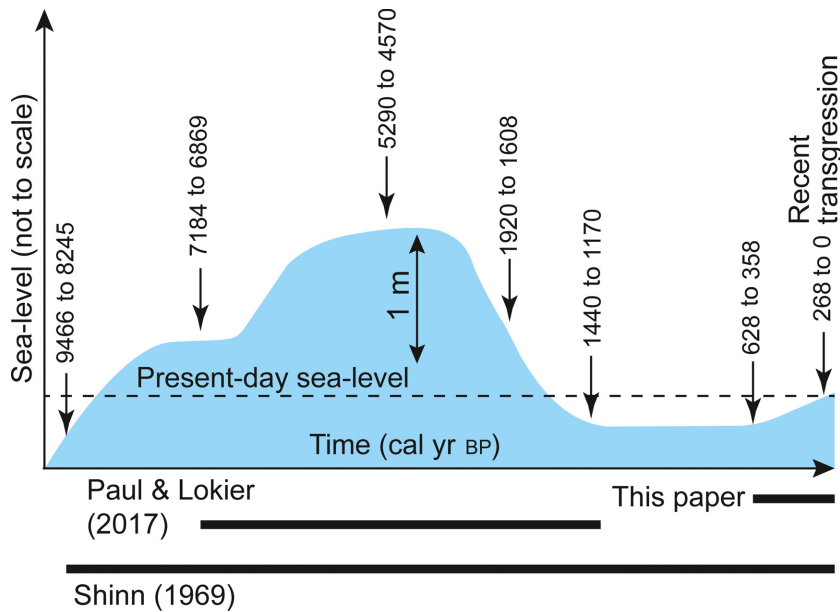 Sea-level (not to scale)
9466 to 8245
7184 to 6869
5290 to 4570
1920 to 1608
1440 to 1170
628 to 358
Recent
transgression
268 to 0
1 m
Present-day sea-level
Time (cal yr BP)
Paul & Lokier
(2017)
This paper
Shinn (1969)